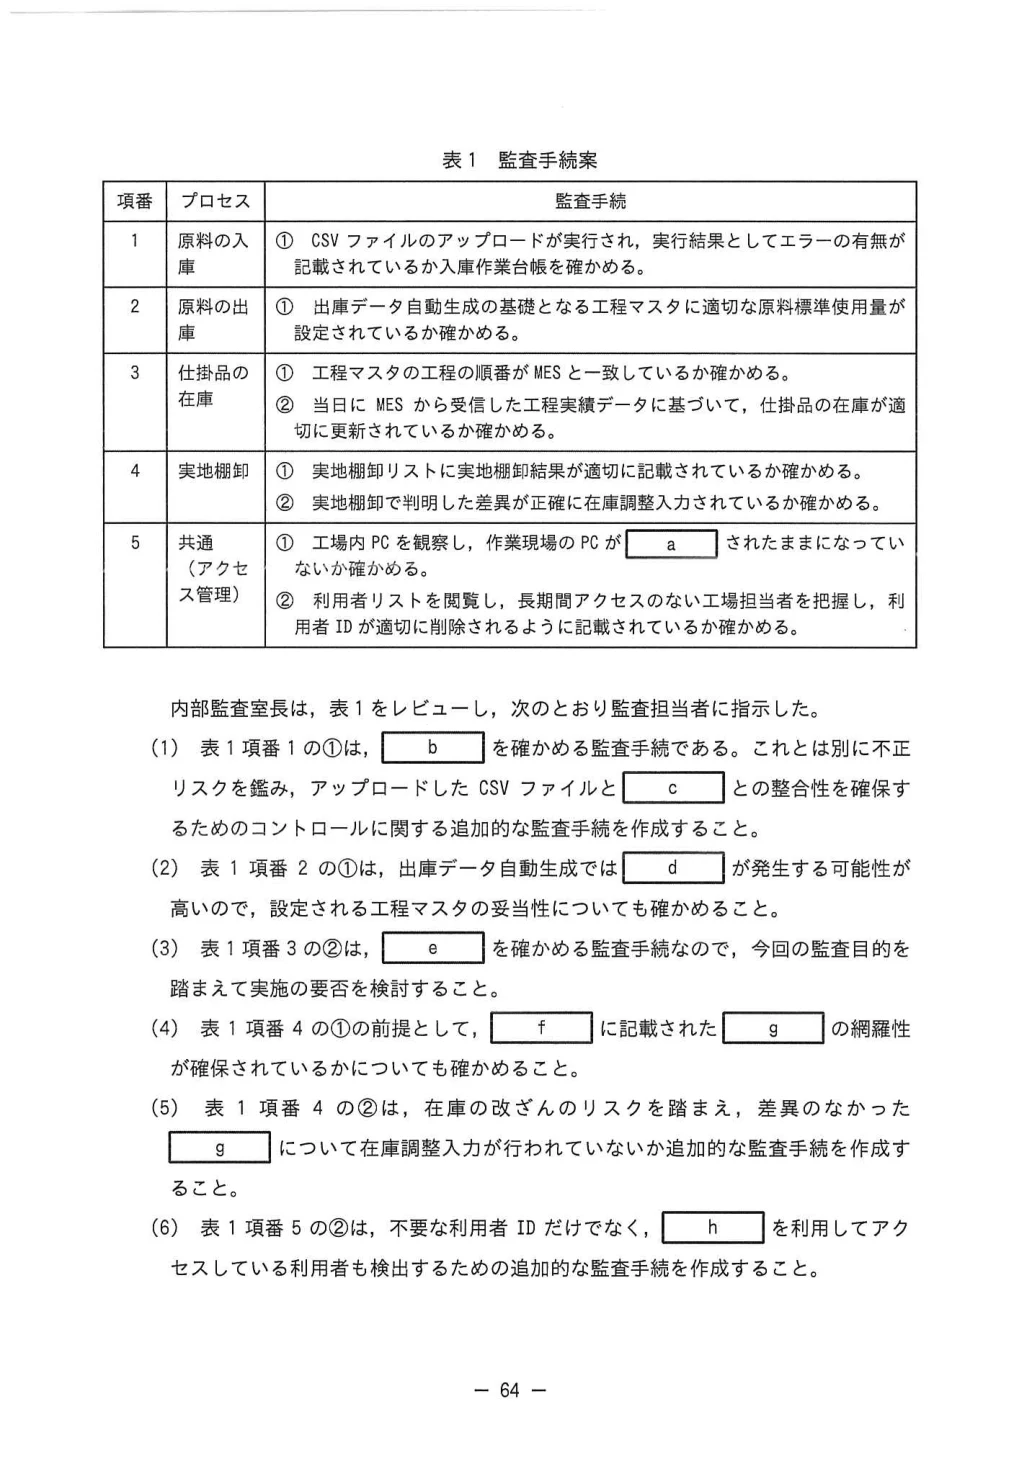 表1 監査手続案
項番 プロセス 監査手続
1 原料の入庫 ① CSV ファイルのアップロードが実行され，実行結果としてエラーの有無が
記載されているか入庫作業台帳を確かめる。
2 原料の出庫 ① 出庫データ自動生成の基礎となる工程マスタに適切な原料標準使用量が
設定されているか確かめる。
3 仕掛品の在庫 ① 工程マスタの工程の順番が MES と一致しているか確かめる。
② 当日に MES から受信した工程実績データに基づいて，仕掛品の在庫が適
切に更新されているか確かめる。
4 実地棚卸 ① 実地棚卸リストに実地棚卸結果が適切に記載されているか確かめる。
② 実地棚卸で判明した差異が正確に在庫調整入力されているか確かめる。
5 共通（アクセス管理） ① 工場内 PC を観察し，作業現場の PC が a されたままになってい
ないか確かめる。
② 利用者リストを閲覧し，長期間アクセスのない工場担当者を把握し，利
用者 ID が適切に削除されるように記載されているか確かめる。
内部監査室長は，表1をレビューし，次のとおり監査担当者に指示した。
(1) 表1項番1の①は， b を確かめる監査手続である。これとは別に不正
リスクを鑑み，アップロードした CSV ファイルと c との整合性を確保す
るためのコントロールに関する追加的な監査手続を作成すること。
(2) 表1項番2の①は，出庫データ自動生成では d が発生する可能性が
高いので，設定される工程マスタの妥当性についても確かめること。
(3) 表1項番3の②は， e を確かめる監査手続なので，今回の監査目的を
踏まえて実施の要否を検討すること。
(4) 表1項番4の①の前提として， f に記載された g の網羅性
が確保されているかについても確かめること。
(5) 表1項番4の②は，在庫の改ざんのリスクを踏まえ，差異のなかった
g について在庫調整入力が行われていないか追加的な監査手続を作成す
ること。
(6) 表1項番5の②は，不要な利用者 ID だけでなく， h を利用してアク
セスしている利用者も検出するための追加的な監査手続を作成すること。
－ 64 －